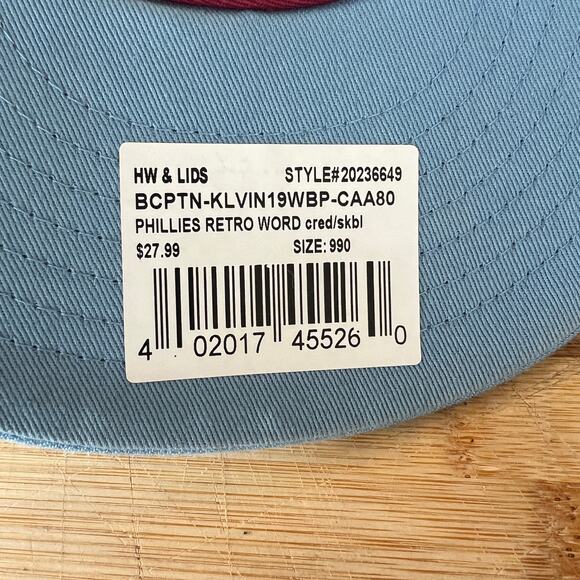 HW & LIDS STYLE#20236649
BCPTN-KLVIN19WBP-CAA80
PHILLIES RETRO WORD cred/skbl
$27.99 SIZE: 990
4 02017 45526 0